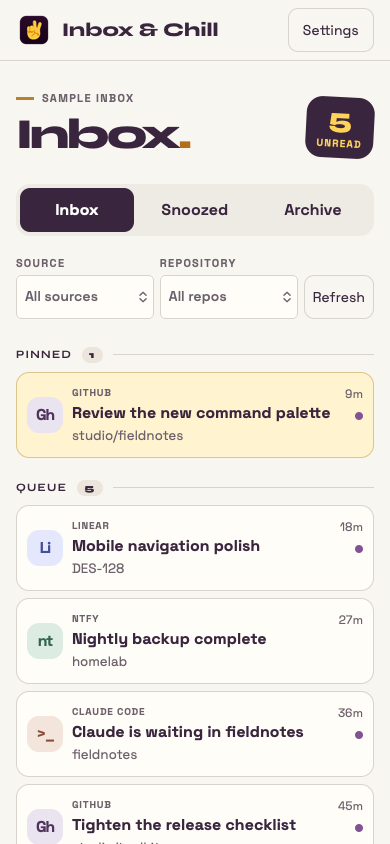 Inbox & Chill
Settings
SAMPLE INBOX
Inbox.
5
UNREAD
Inbox
Snoozed
Archive
SOURCE
REPOSITORY
All sources
All repos
Refresh
PINNED 1
GITHUB
9m
Gh
Review the new command palette
studio/fieldnotes
QUEUE 5
LINEAR
18m
Li
Mobile navigation polish
DES-128
NTFY
27m
nt
Nightly backup complete
homelab
CLAUDE CODE
36m
>_
Claude is waiting in fieldnotes
fieldnotes
GITHUB
45m
Gh
Tighten the release checklist